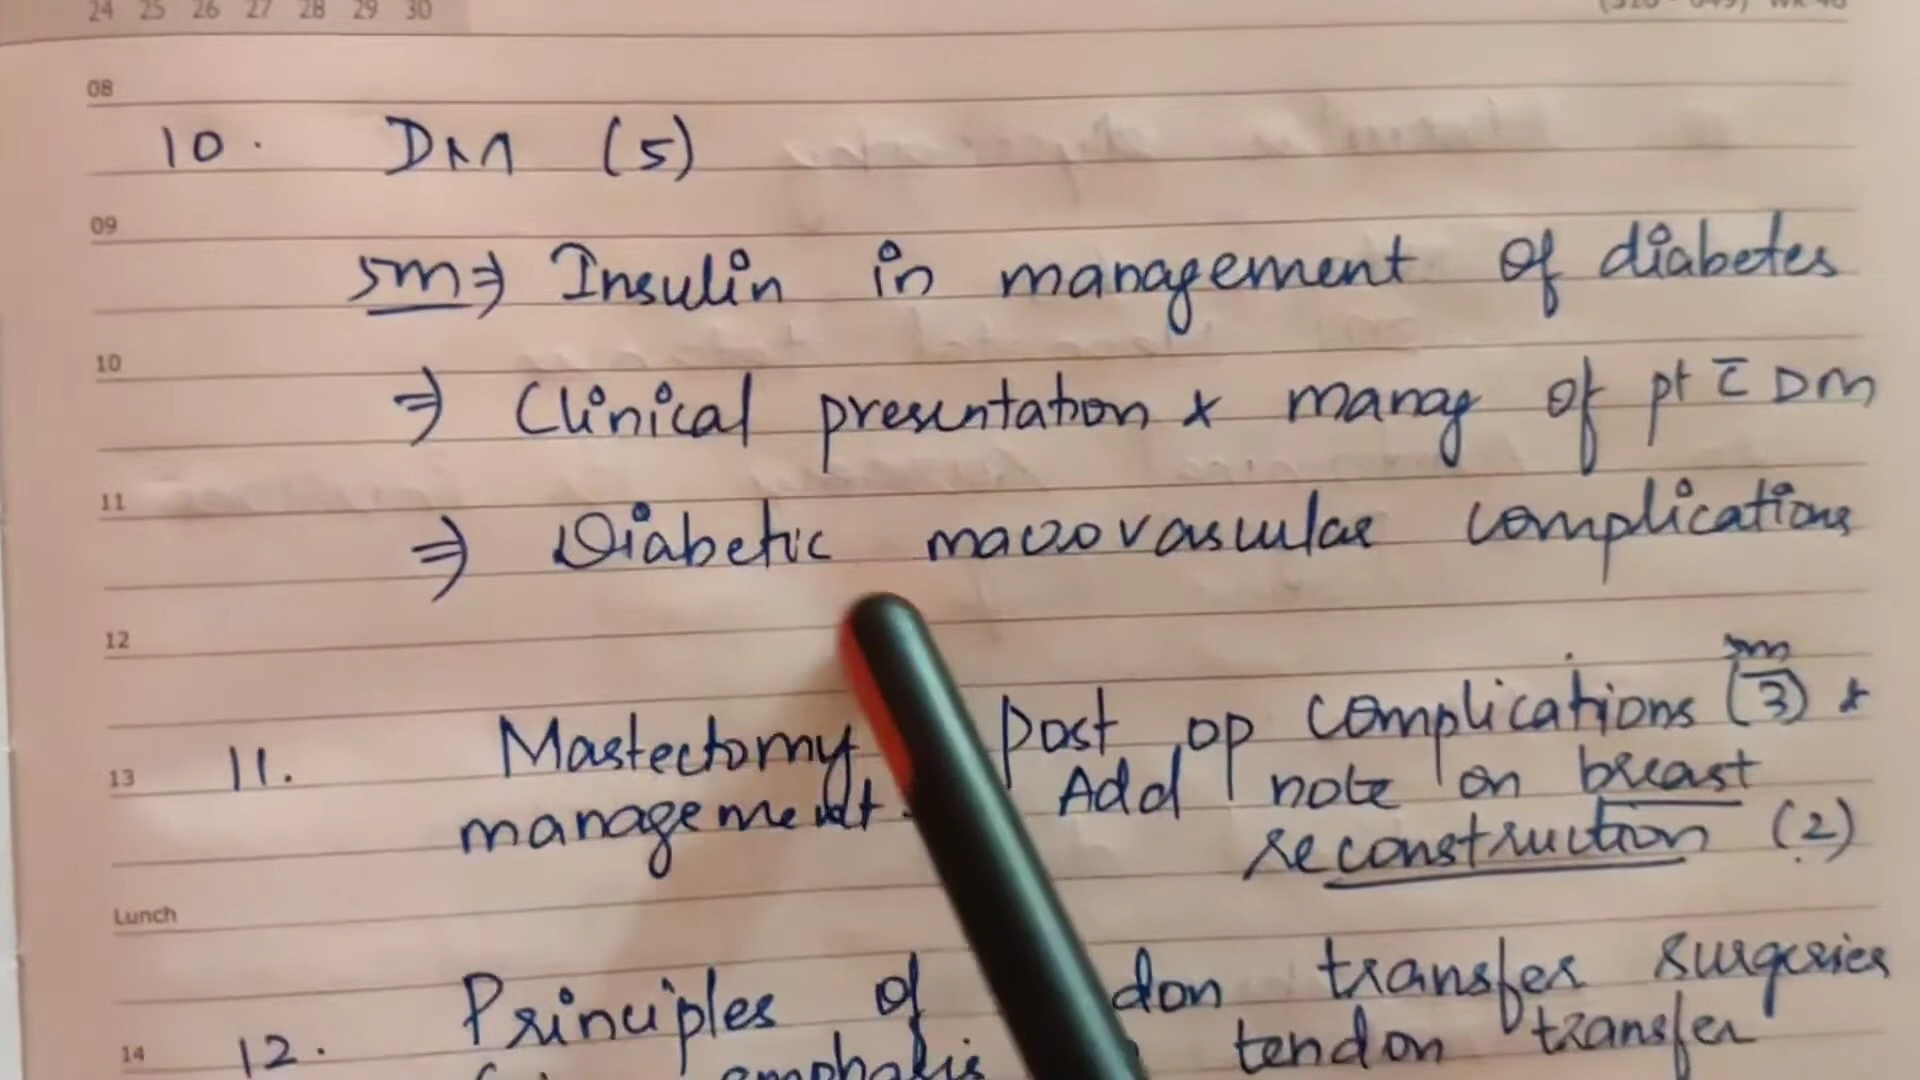 24 25 26 27 28 29 30
08
10. DM (5)
09
5m⇒ Insulin in management of diabetes
10
⇒ Clinical presentation & manag of pt c̄ DM
11
⇒ Diabetic macrovascular complications
12
11. Mastectomy post op complications (3) 5m &
13
management. Add note on breast
reconstruction (2)
Lunch
12. Principles of don transfer surgeries
14
emphasis tendon transfer